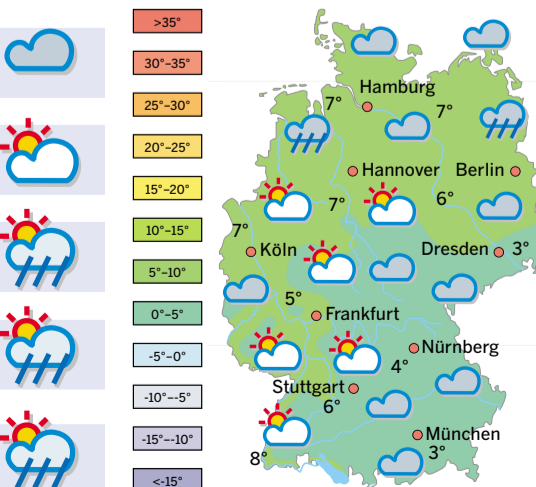 >35°
30°–35°
25°–30°
20°–25°
15°–20°
10°–15°
5°–10°
0°–5°
-5°–0°
-10°–-5°
-15°–-10°
<-15°
Hamburg
7°
7°
Hannover
Berlin
7°
6°
7°
Köln
Dresden
3°
5°
Frankfurt
Nürnberg
4°
Stuttgart
6°
München
3°
8°